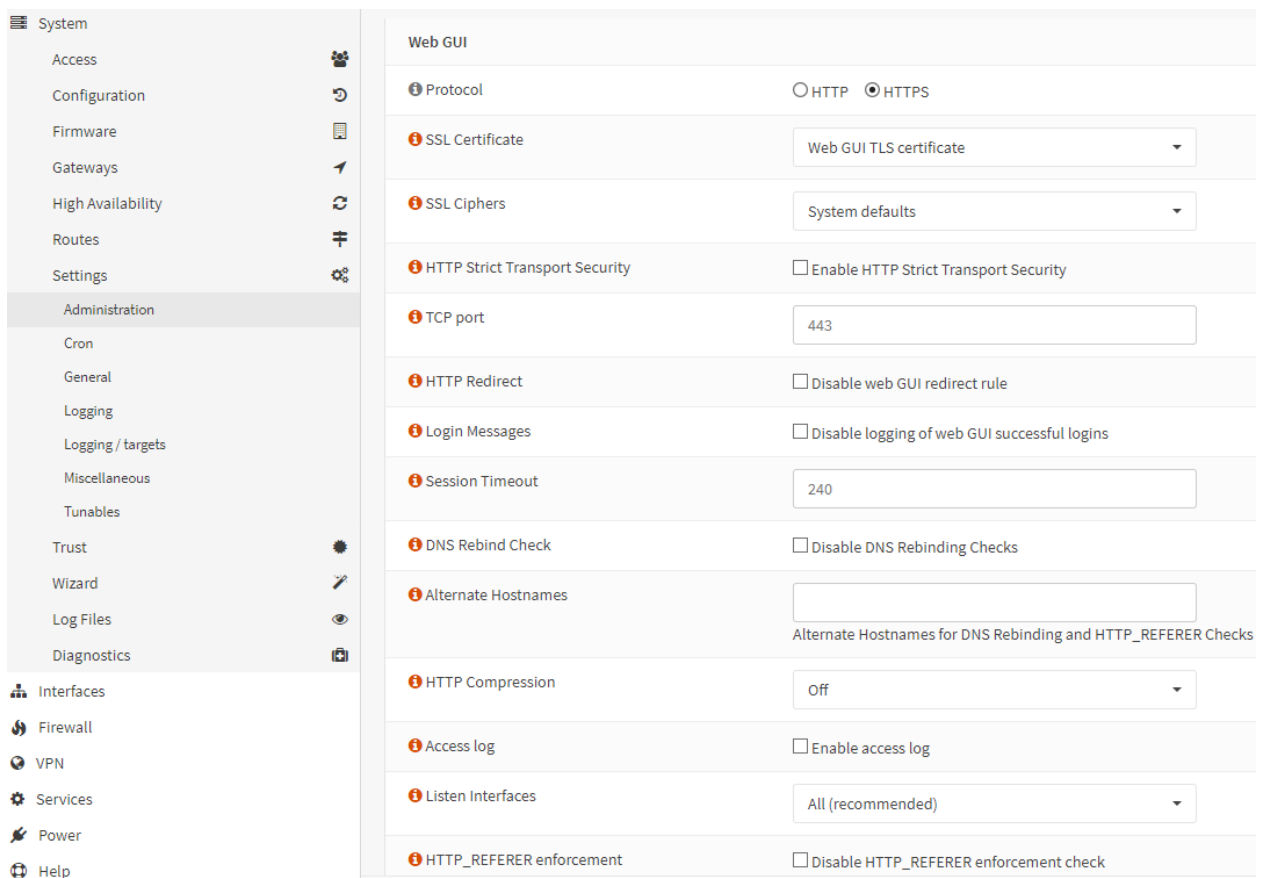 System
Access
Configuration
Firmware
Gateways
High Availability
Routes
Settings
Administration
Cron
General
Logging
Logging / targets
Miscellaneous
Tunables
Trust
Wizard
Log Files
Diagnostics
Interfaces
Firewall
VPN
Services
Power
Help
Web GUI
Protocol HTTP HTTPS
SSL Certificate Web GUI TLS certificate
SSL Ciphers System defaults
HTTP Strict Transport Security Enable HTTP Strict Transport Security
TCP port 443
HTTP Redirect Disable web GUI redirect rule
Login Messages Disable logging of web GUI successful logins
Session Timeout 240
DNS Rebind Check Disable DNS Rebinding Checks
Alternate Hostnames
Alternate Hostnames for DNS Rebinding and HTTP_REFERER Checks
HTTP Compression Off
Access log Enable access log
Listen Interfaces All (recommended)
HTTP_REFERER enforcement Disable HTTP_REFERER enforcement check